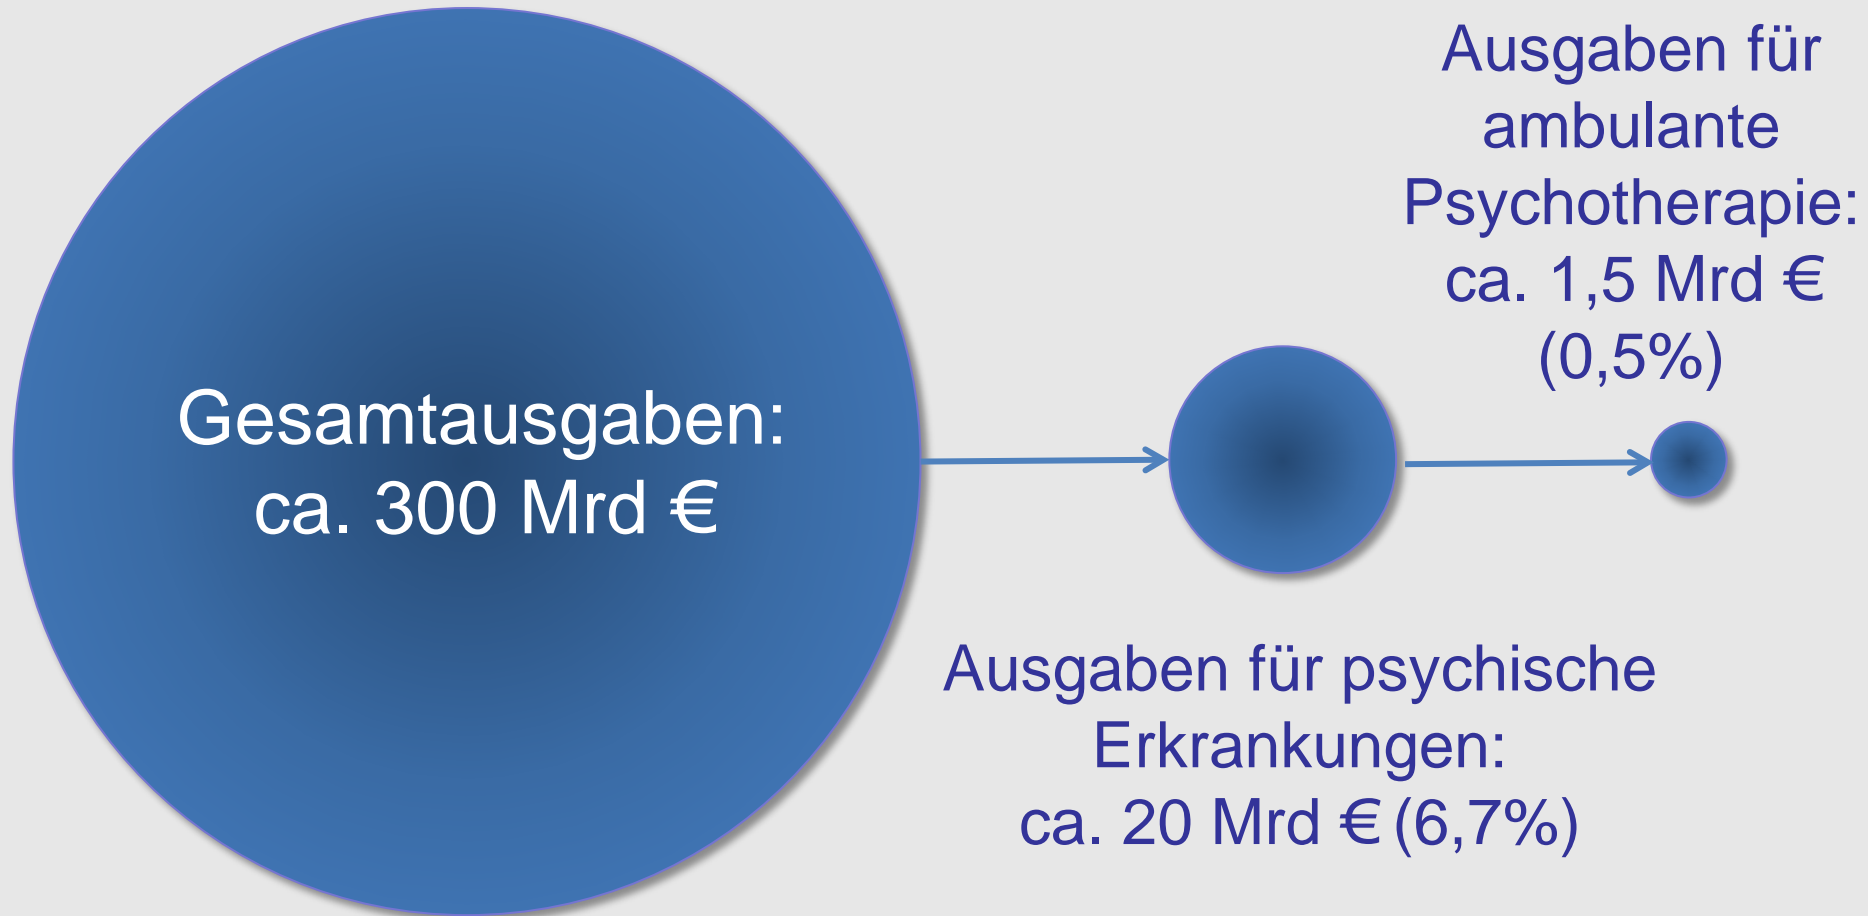 Gesamtausgaben:
ca. 300 Mrd €
Ausgaben für psychische
Erkrankungen:
ca. 20 Mrd € (6,7%)
Ausgaben für
ambulante
Psychotherapie:
ca. 1,5 Mrd €
(0,5%)